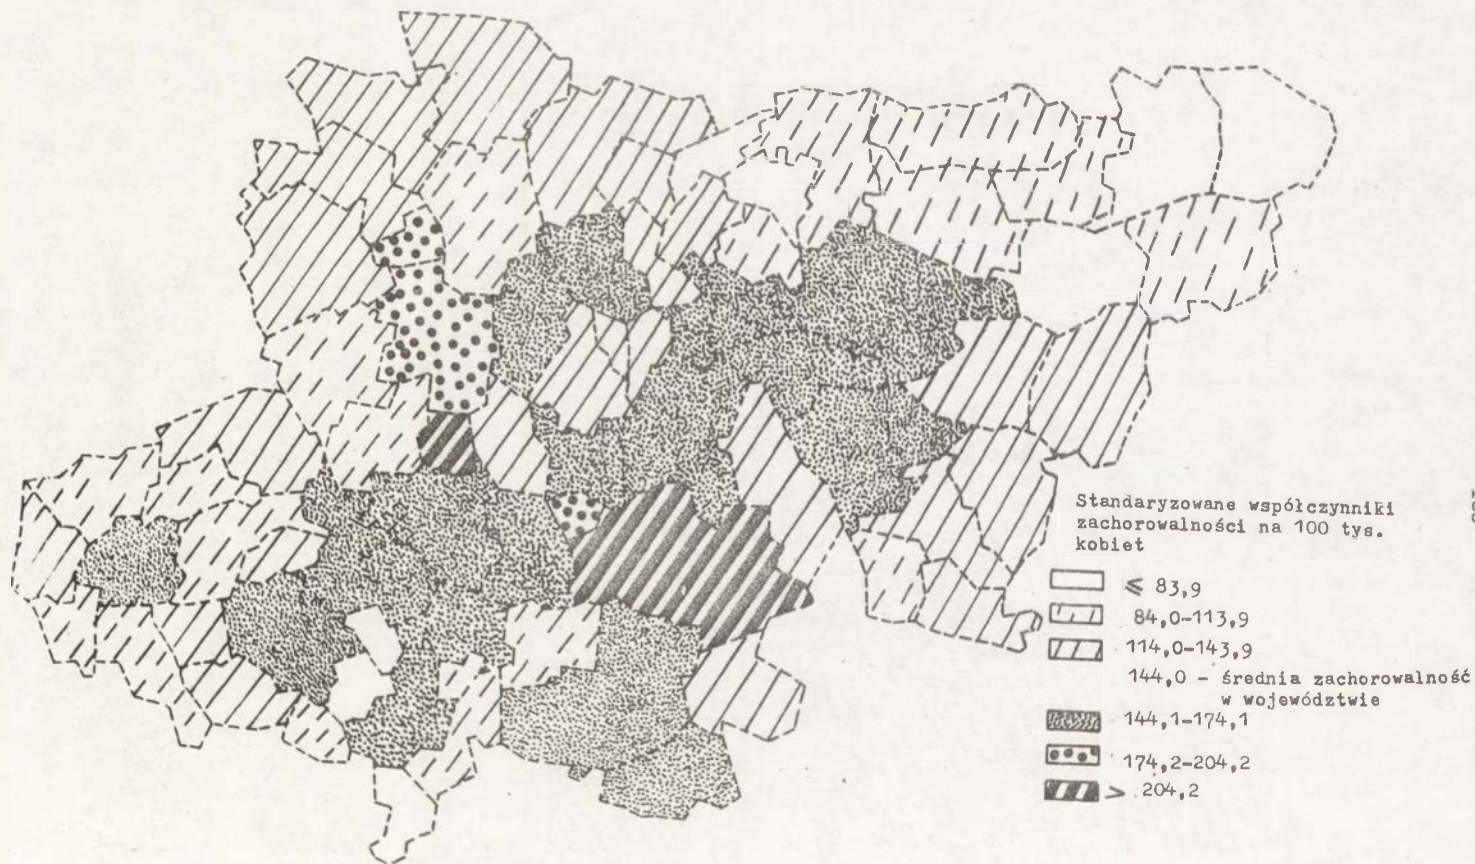 Standaryzowane współczynniki
zachorowalności na 100 tys.
kobiet
≤ 83,9
84,0-113,9
114,0-143,9
144,0 - średnia zachorowalność
w województwie
144,1-174,1
174,2-204,2
> 204,2